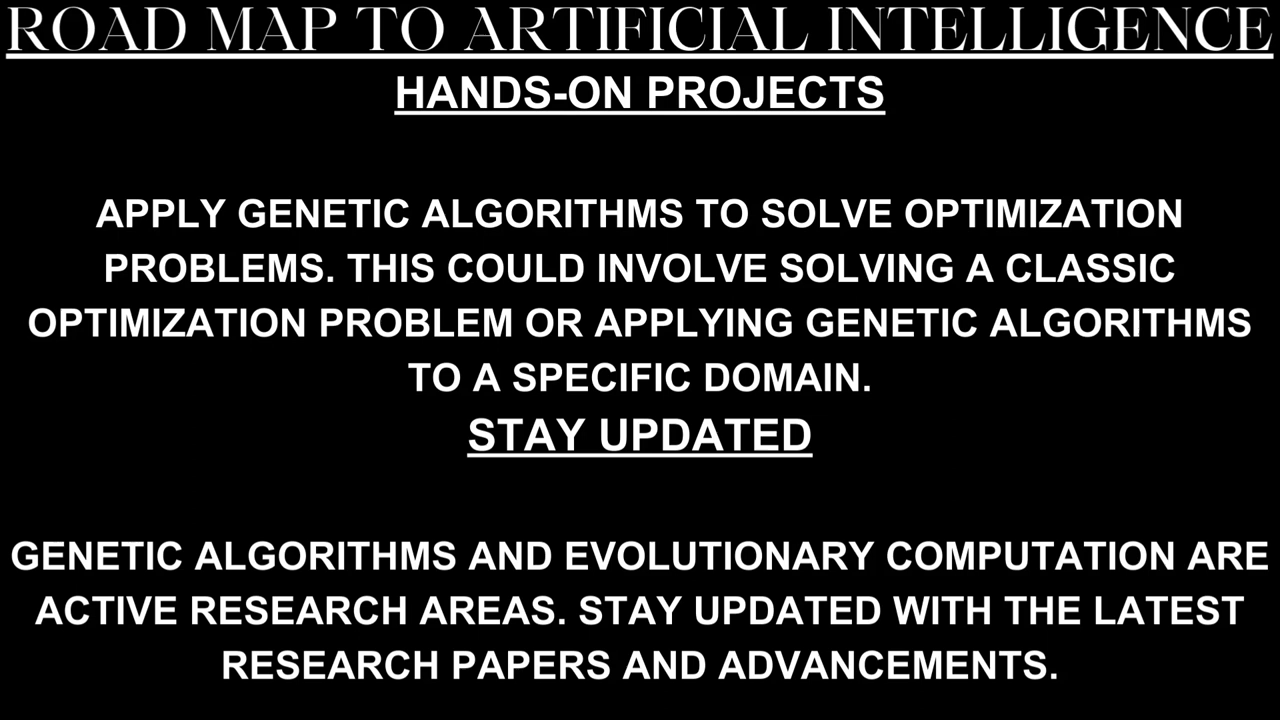 ROAD MAP TO ARTIFICIAL INTELLIGENCE
HANDS-ON PROJECTS
APPLY GENETIC ALGORITHMS TO SOLVE OPTIMIZATION
PROBLEMS. THIS COULD INVOLVE SOLVING A CLASSIC
OPTIMIZATION PROBLEM OR APPLYING GENETIC ALGORITHMS
TO A SPECIFIC DOMAIN.
STAY UPDATED
GENETIC ALGORITHMS AND EVOLUTIONARY COMPUTATION ARE
ACTIVE RESEARCH AREAS. STAY UPDATED WITH THE LATEST
RESEARCH PAPERS AND ADVANCEMENTS.